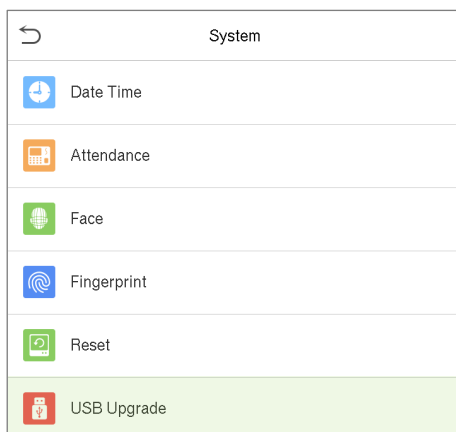 System
Date Time
Attendance
Face
Fingerprint
Reset
USB Upgrade